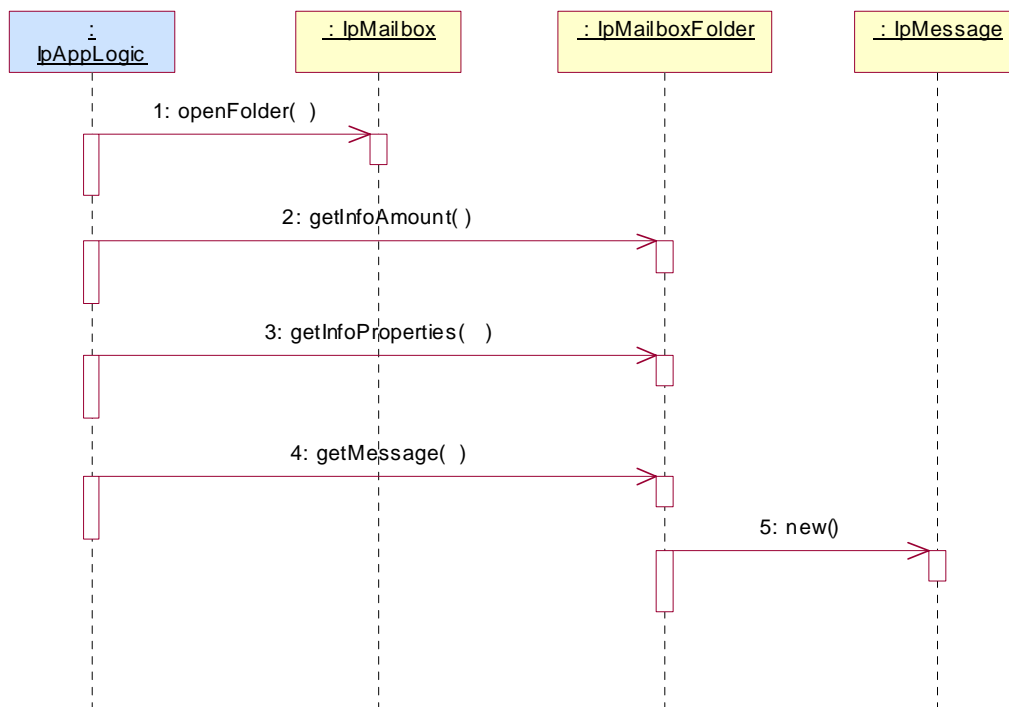 :
IpAppLogic
: IpMailbox
: IpMailboxFolder
: IpMessage
1: openFolder( )
2: getInfoAmount( )
3: getInfoProperties( )
4: getMessage( )
5: new()